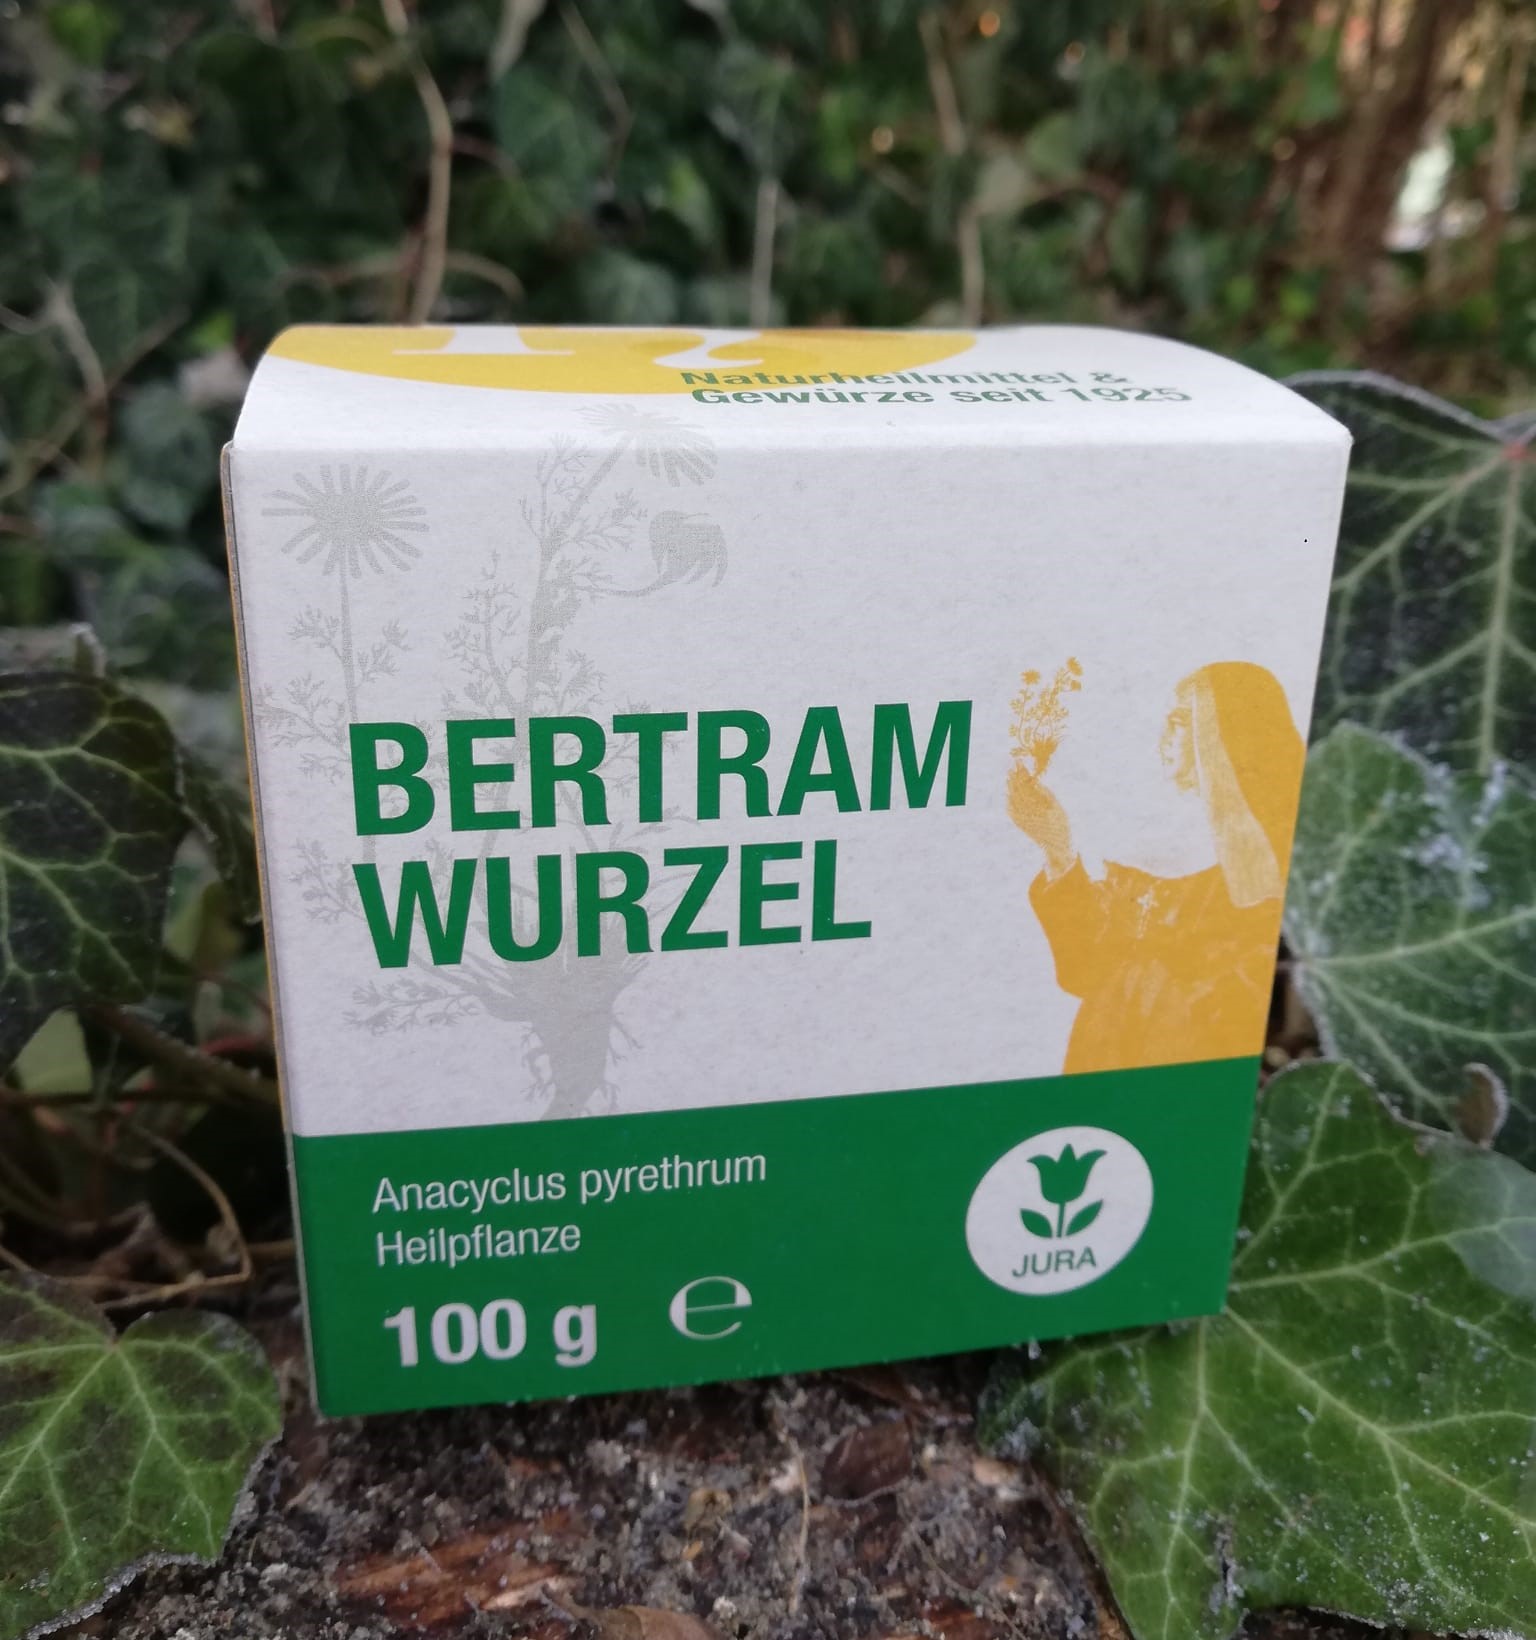 Naturheilmittel &
Gewürze seit 1925
BERTRAM
WURZEL
Anacyclus pyrethrum
Heilpflanze
100 g ℮
JURA